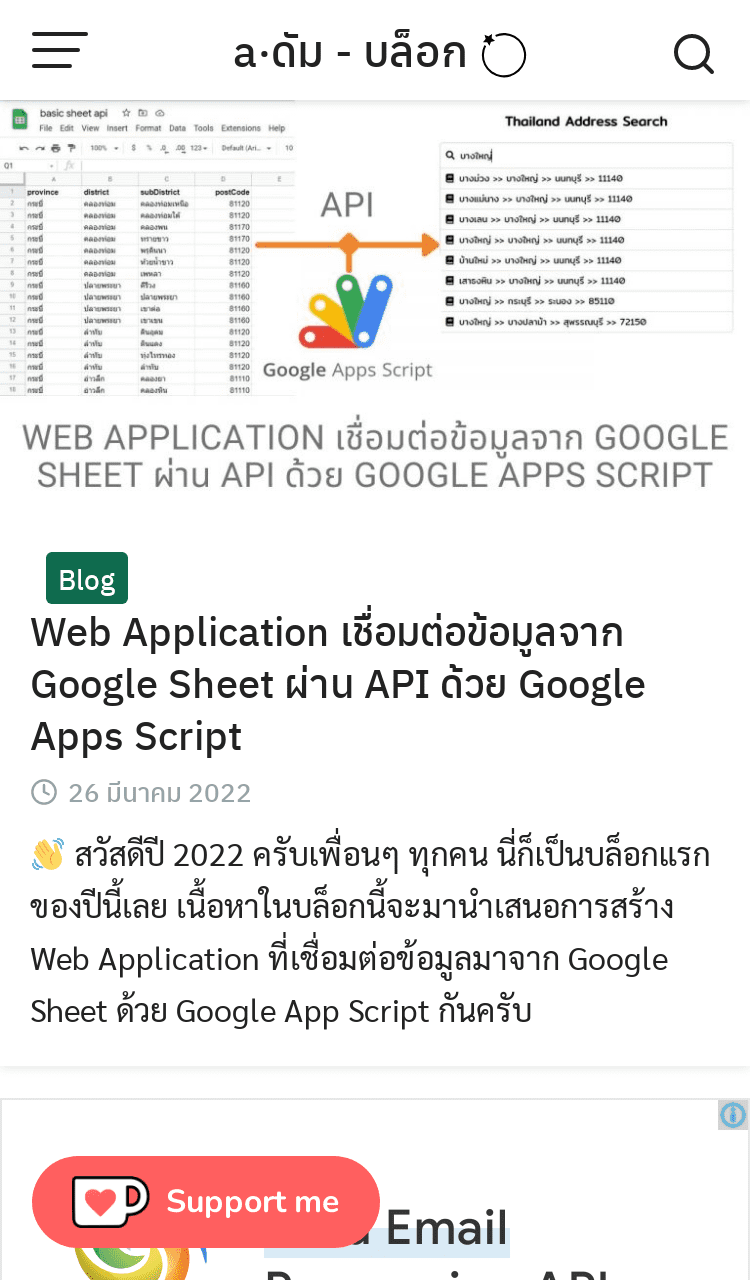 a·ดัม - บล็อก
basic sheet api
File Edit View Insert Format Data Tools Extensions Help
100% $ % .0 .00 123 Default (Ari... 10
Q1 fx
A B C D E
1 province district subDistrict postCode
2 กระบี่ คลองท่อม คลองท่อมเหนือ 81120
3 กระบี่ คลองท่อม คลองท่อมใต้ 81120
4 กระบี่ คลองท่อม คลองพน 81170
5 กระบี่ คลองท่อม ทรายขาว 81170
6 กระบี่ คลองท่อม พรุดินนา 81120
7 กระบี่ คลองท่อม ห้วยน้ำขาว 81120
8 กระบี่ คลองท่อม เพหลา 81120
9 กระบี่ ปลายพระยา คีรีวง 81160
10 กระบี่ ปลายพระยา ปลายพระยา 81160
11 กระบี่ ปลายพระยา เขาต่อ 81160
12 กระบี่ ปลายพระยา เขาเขน 81160
13 กระบี่ ลำทับ ดินอุดม 81120
14 กระบี่ ลำทับ ดินแดง 81120
15 กระบี่ ลำทับ ทุ่งไทรทอง 81120
16 กระบี่ ลำทับ ลำทับ 81120
17 กระบี่ อ่าวลึก คลองยา 81110
18 กระบี่ อ่าวลึก คลองหิน 81110
API
Google Apps Script
Thailand Address Search
บางใหญ่
บางม่วง >> บางใหญ่ >> นนทบุรี >> 11140
บางแม่นาง >> บางใหญ่ >> นนทบุรี >> 11140
บางเลน >> บางใหญ่ >> นนทบุรี >> 11140
บางใหญ่ >> บางใหญ่ >> นนทบุรี >> 11140
บ้านใหม่ >> บางใหญ่ >> นนทบุรี >> 11140
เสาธงหิน >> บางใหญ่ >> นนทบุรี >> 11140
บางใหญ่ >> กระบุรี >> ระนอง >> 85110
บางใหญ่ >> บางปลาม้า >> สุพรรณบุรี >> 72150
WEB APPLICATION เชื่อมต่อข้อมูลจาก GOOGLE
SHEET ผ่าน API ด้วย GOOGLE APPS SCRIPT
Blog
Web Application เชื่อมต่อข้อมูลจาก
Google Sheet ผ่าน API ด้วย Google
Apps Script
26 มีนาคม 2022
👋 สวัสดีปี 2022 ครับเพื่อนๆ ทุกคน นี่ก็เป็นบล็อกแรก
ของปีนี้เลย เนื้อหาในบล็อกนี้จะมานำเสนอการสร้าง
Web Application ที่เชื่อมต่อข้อมูลมาจาก Google
Sheet ด้วย Google App Script กันครับ
Support me
Email